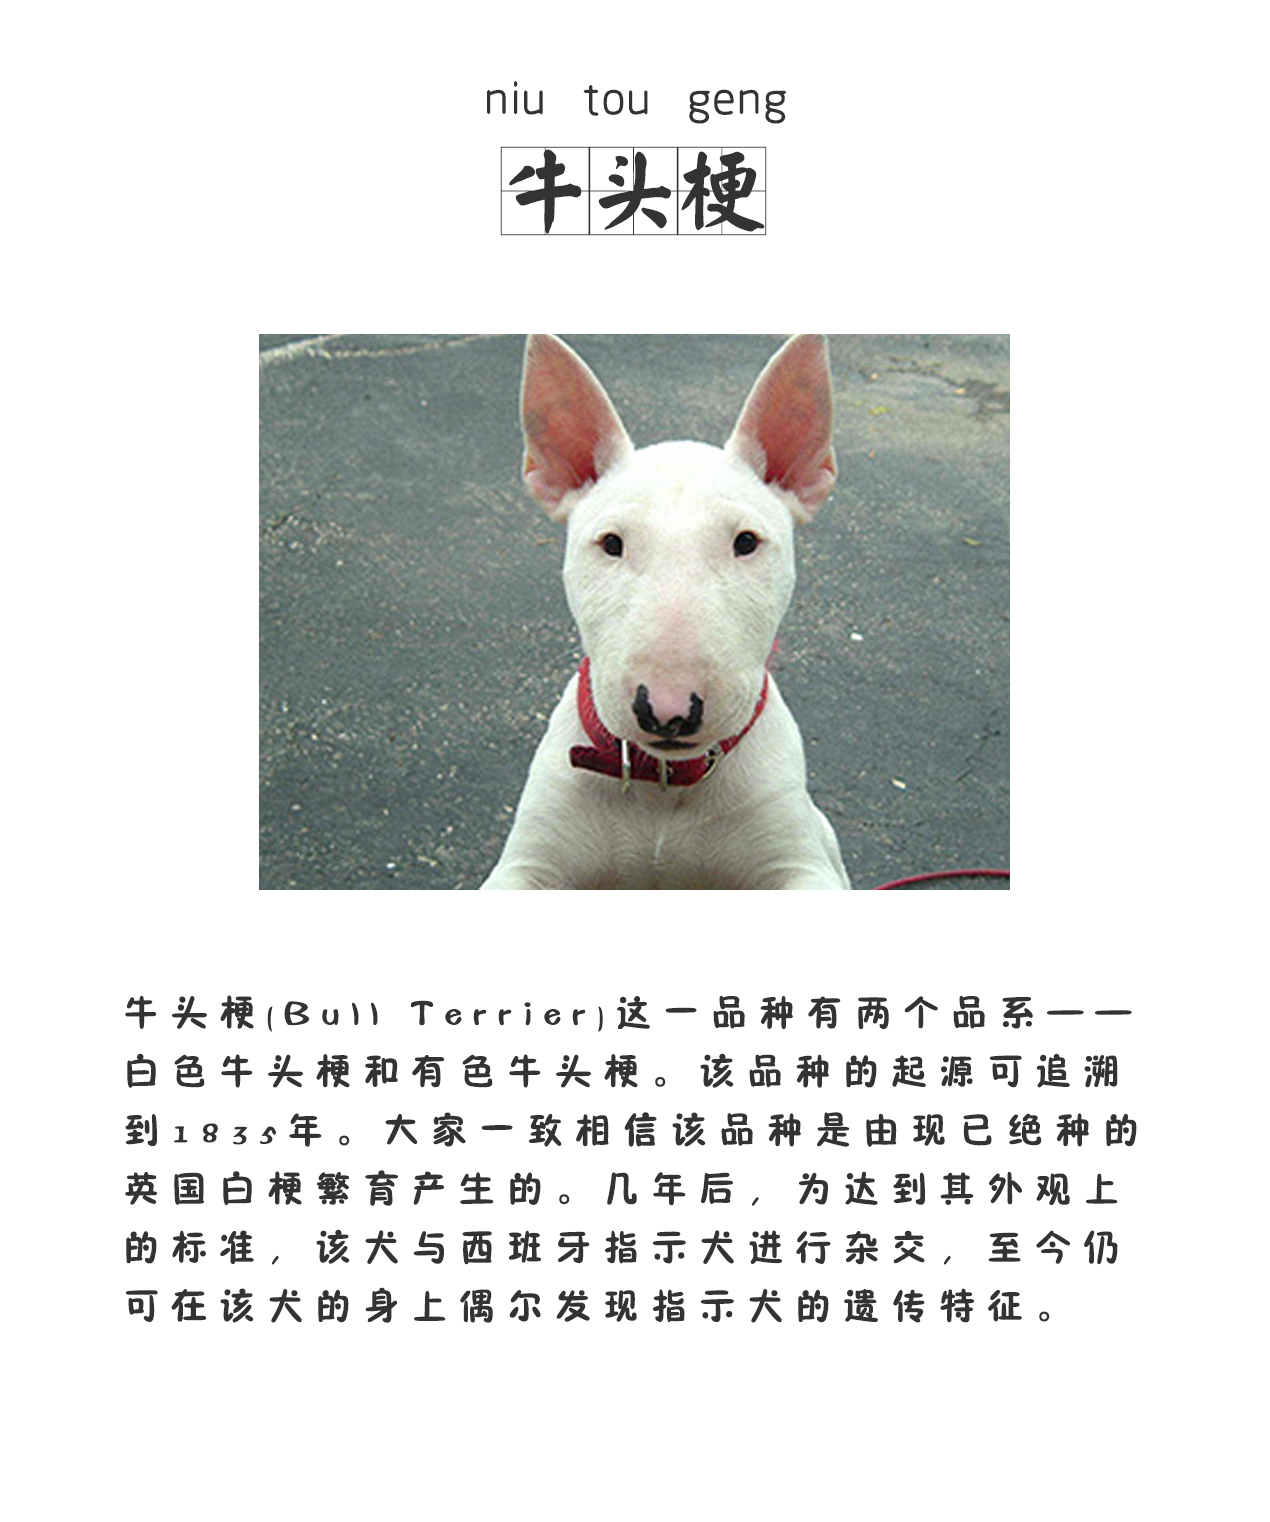 niu tou geng
牛头梗
牛头梗(Bull Terrier)这一品种有两个品系——
白色牛头梗和有色牛头梗。该品种的起源可追溯
到1835年。大家一致相信该品种是由现已绝种的
英国白梗繁育产生的。几年后,为达到其外观上
的标准,该犬与西班牙指示犬进行杂交,至今仍
可在该犬的身上偶尔发现指示犬的遗传特征。